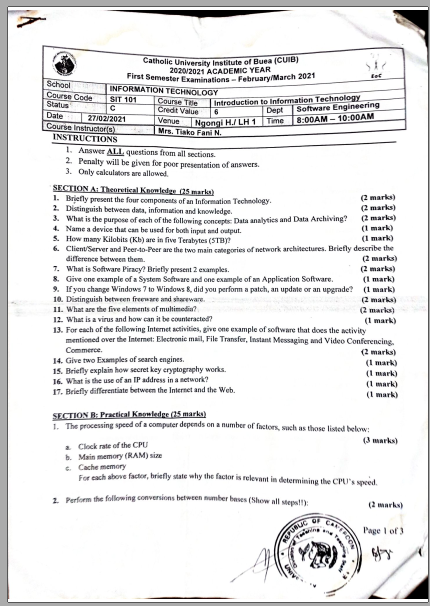 Catholic University Institute of Buea (CUIB)
2020/2021 ACADEMIC YEAR
First Semester Examinations – February/March 2021
EoC
School INFORMATION TECHNOLOGY
Course Code SIT 101 Course Title Introduction to Information Technology
Status C Credit Value 6 Dept Software Engineering
Date 27/02/2021 Venue Ngongi H./ LH 1 Time 8:00AM – 10:00AM
Course Instructor(s) Mrs. Tiako Fani N.
INSTRUCTIONS
1. Answer ALL questions from all sections.
2. Penalty will be given for poor presentation of answers.
3. Only calculators are allowed.
SECTION A: Theoretical Knowledge (25 marks)
1. Briefly present the four components of an Information Technology. (2 marks)
2. Distinguish between data, information and knowledge. (2 marks)
3. What is the purpose of each of the following concepts: Data analytics and Data Archiving? (2 marks)
4. Name a device that can be used for both input and output. (1 mark)
5. How many Kilobits (Kb) are in five Terabytes (5TB)? (1 mark)
6. Client/Server and Peer-to-Peer are the two main categories of network architectures. Briefly describe the
difference between them. (2 marks)
7. What is Software Piracy? Briefly present 2 examples. (1 mark)
8. Give one example of a System Software and one example of an Application Software. (1 mark)
9. If you change Windows 7 to Windows 8, did you perform a patch, an update or an upgrade? (1 mark)
10. Distinguish between freeware and shareware. (2 marks)
11. What are the five elements of multimedia? (2 marks)
12. What is a virus and how can it be counteracted? (1 mark)
13. For each of the following Internet activities, give one example of software that does the activity
mentioned over the Internet: Electronic mail, File Transfer, Instant Messaging and Video Conferencing,
Commerce. (2 marks)
14. Give two Examples of search engines. (1 mark)
15. Briefly explain how secret key cryptography works. (1 mark)
16. What is the use of an IP address in a network? (1 mark)
17. Briefly differentiate between the Internet and the Web. (1 mark)
SECTION B: Practical Knowledge (25 marks)
1. The processing speed of a computer depends on a number of factors, such as those listed below:
(3 marks)
a. Clock rate of the CPU
b. Main memory (RAM) size
c. Cache memory
For each above factor, briefly state why the factor is relevant in determining the CPU's speed.
2. Perform the following conversions between number bases (Show all steps!!): (2 marks)
REPUBLIC OF CAMEROON
Page 1 of 3